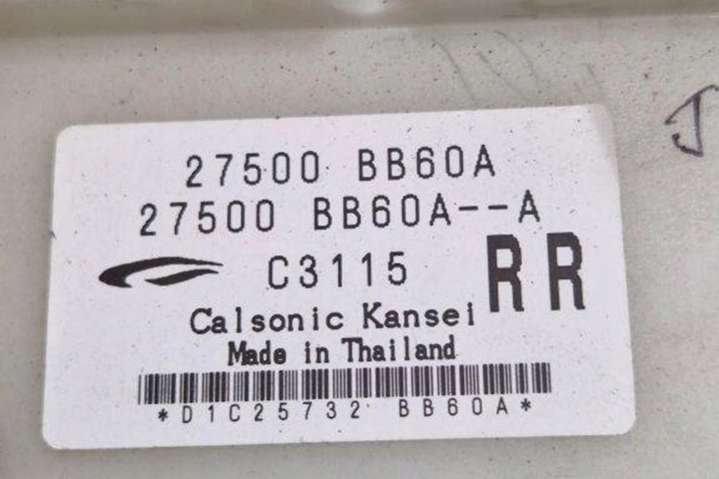 27500 BB60A
27500 BB60A--A
C3115 RR
Calsonic Kansei
Made in Thailand
*D1C25732 BB60A*
J